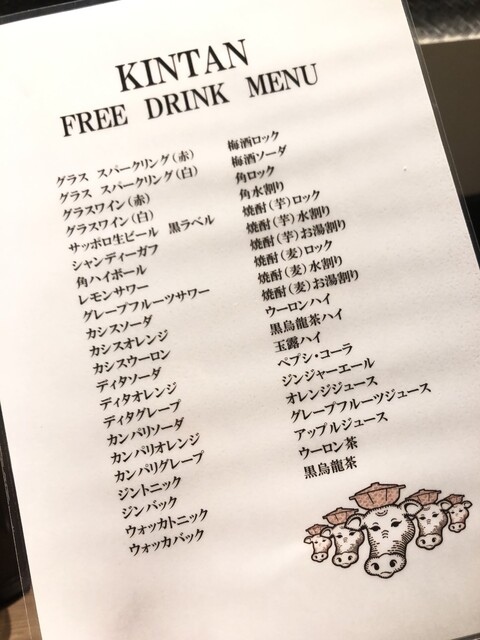 KINTAN
FREE DRINK MENU
グラス スパークリング(赤)
グラス スパークリング(白)
グラスワイン(赤)
グラスワイン(白)
サッポロ生ビール 黒ラベル
シャンディーガフ
角ハイボール
レモンサワー
グレープフルーツサワー
カシスソーダ
カシスオレンジ
カシスウーロン
ディタソーダ
ディタオレンジ
ディタグレープ
カンパリソーダ
カンパリオレンジ
カンパリグレープ
ジントニック
ジンバック
ウォッカトニック
ウォッカバック
梅酒ロック
梅酒ソーダ
角ロック
角水割り
焼酎(芋)ロック
焼酎(芋)水割り
焼酎(芋)お湯割り
焼酎(麦)ロック
焼酎(麦)水割り
焼酎(麦)お湯割り
ウーロンハイ
黒烏龍茶ハイ
玉露ハイ
ペプシ・コーラ
ジンジャーエール
オレンジジュース
グレープフルーツジュース
アップルジュース
ウーロン茶
黒烏龍茶